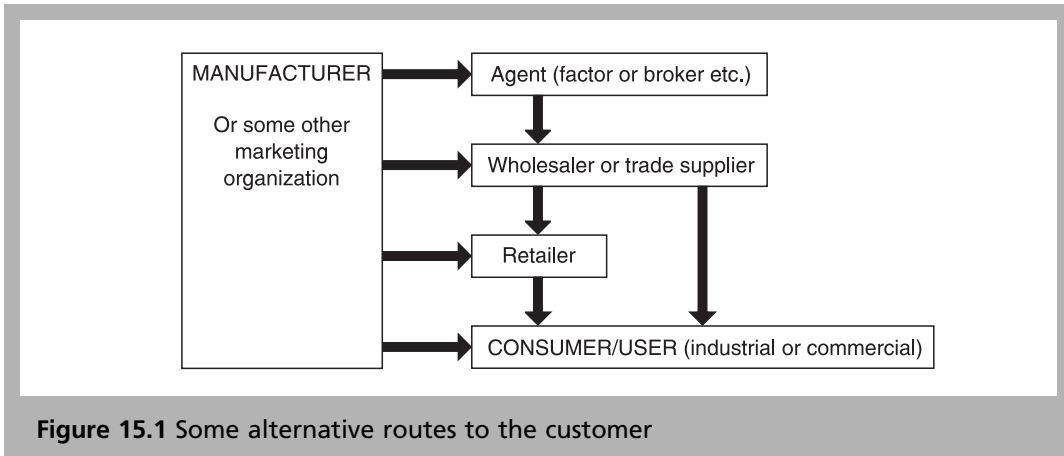 MANUFACTURER
Or some other
marketing
organization
Agent (factor or broker etc.)
Wholesaler or trade supplier
Retailer
CONSUMER/USER (industrial or commercial)
Figure 15.1 Some alternative routes to the customer